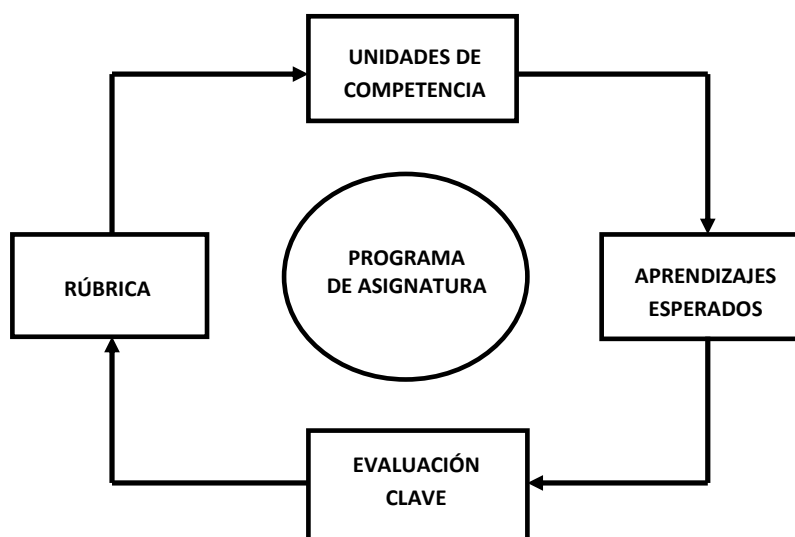 UNIDADES DE
COMPETENCIA
PROGRAMA
DE ASIGNATURA
RÚBRICA
APRENDIZAJES
ESPERADOS
EVALUACIÓN
CLAVE